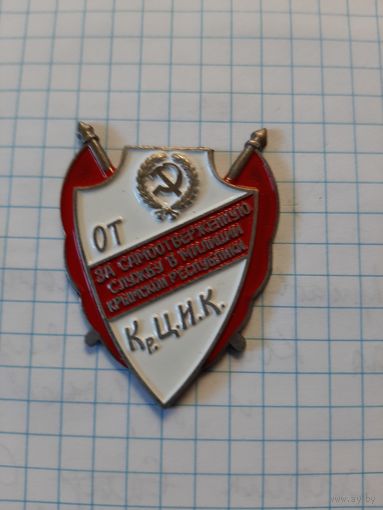 ОТ
ЗА САМООТВЕРЖЕННУЮ
СЛУЖБУ В МИЛИЦИИ
КРЫМСКОЙ РЕСПУБЛИКИ
Кр. Ц.И.К.
www.ay.by